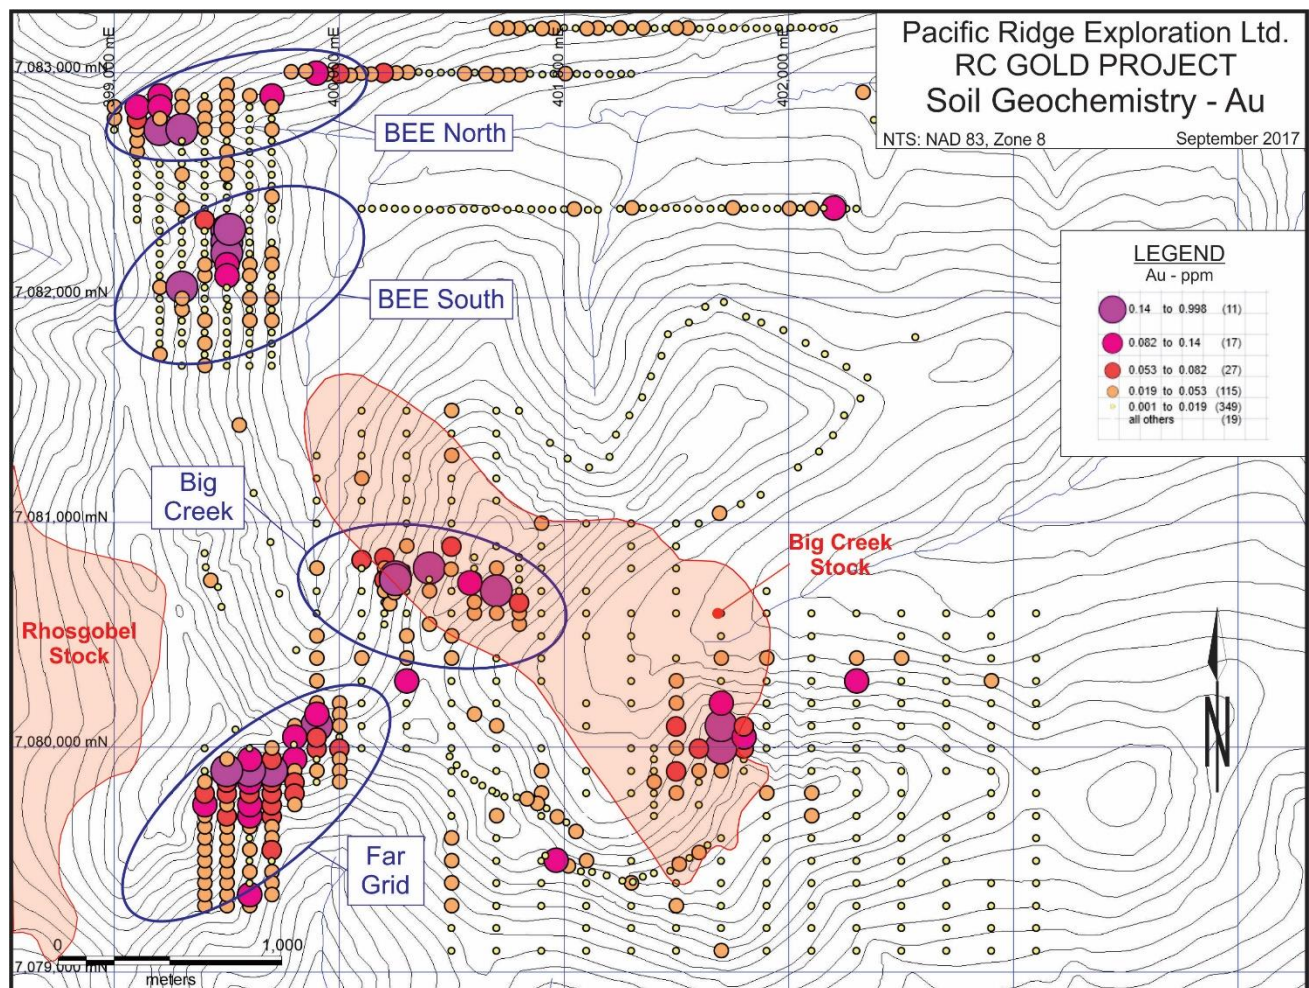 Pacific Ridge Exploration Ltd.
RC GOLD PROJECT
Soil Geochemistry - Au
NTS: NAD 83, Zone 8 September 2017
399,000 mE
400,000 mE
401,000 mE
402,000 mE
7,083,000 mN
BEE North
7,082,000 mN
BEE South
LEGEND
Au - ppm
0.14 to 0.998 (11)
0.082 to 0.14 (17)
0.053 to 0.082 (27)
0.019 to 0.053 (115)
0.001 to 0.019 (349)
all others (19)
Big
Creek
7,081,000 mN
Big Creek
Stock
Rhosgobel
Stock
7,080,000 mN
N
Far
Grid
0 1,000
meters
7,079,000 mN